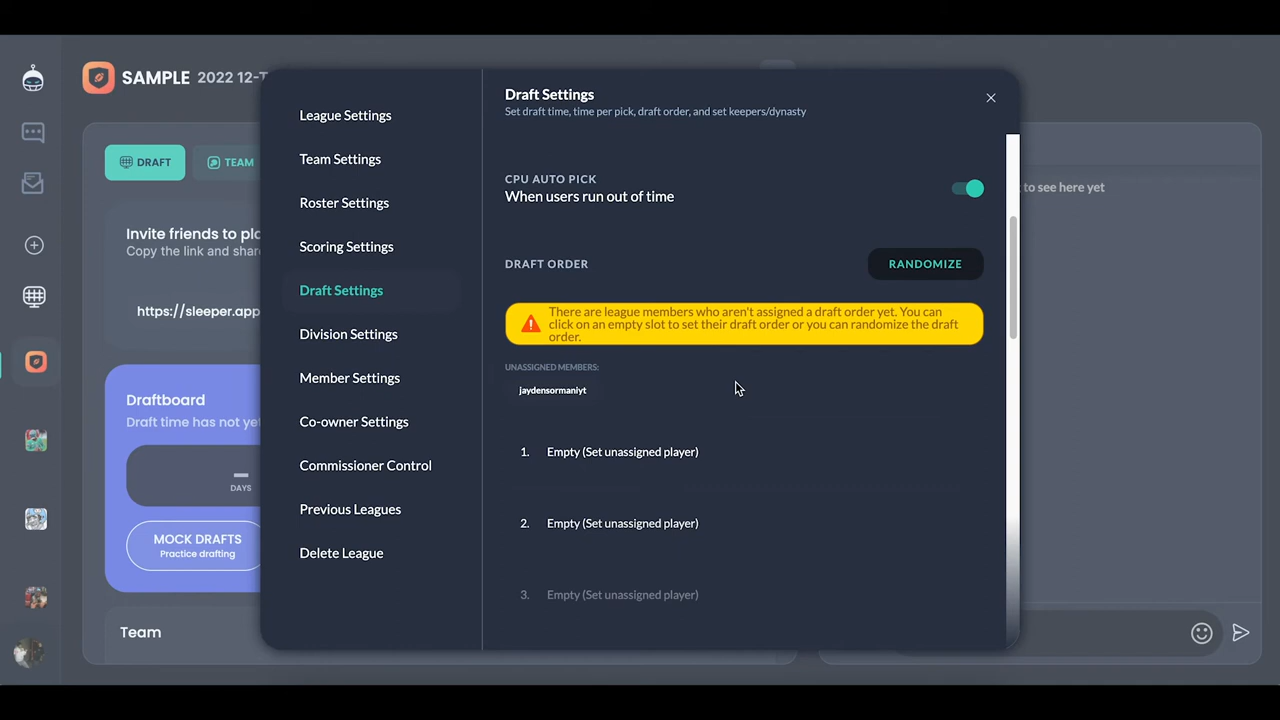 SAMPLE 2022 12-T
DRAFT
TEAM
Invite friends to pla
Copy the link and share
https://sleeper.app
Draftboard
Draft time has not yet
DAYS
MOCK DRAFTS
Practice drafting
Team
League Settings
Team Settings
Roster Settings
Scoring Settings
Draft Settings
Division Settings
Member Settings
Co-owner Settings
Commissioner Control
Previous Leagues
Delete League
Draft Settings
Set draft time, time per pick, draft order, and set keepers/dynasty
CPU AUTO PICK
When users run out of time
DRAFT ORDER
RANDOMIZE
There are league members who aren't assigned a draft order yet. You can
click on an empty slot to set their draft order or you can randomize the draft
order.
UNASSIGNED MEMBERS:
jaydensormaniyt
1. Empty (Set unassigned player)
2. Empty (Set unassigned player)
3. Empty (Set unassigned player)
to see here yet